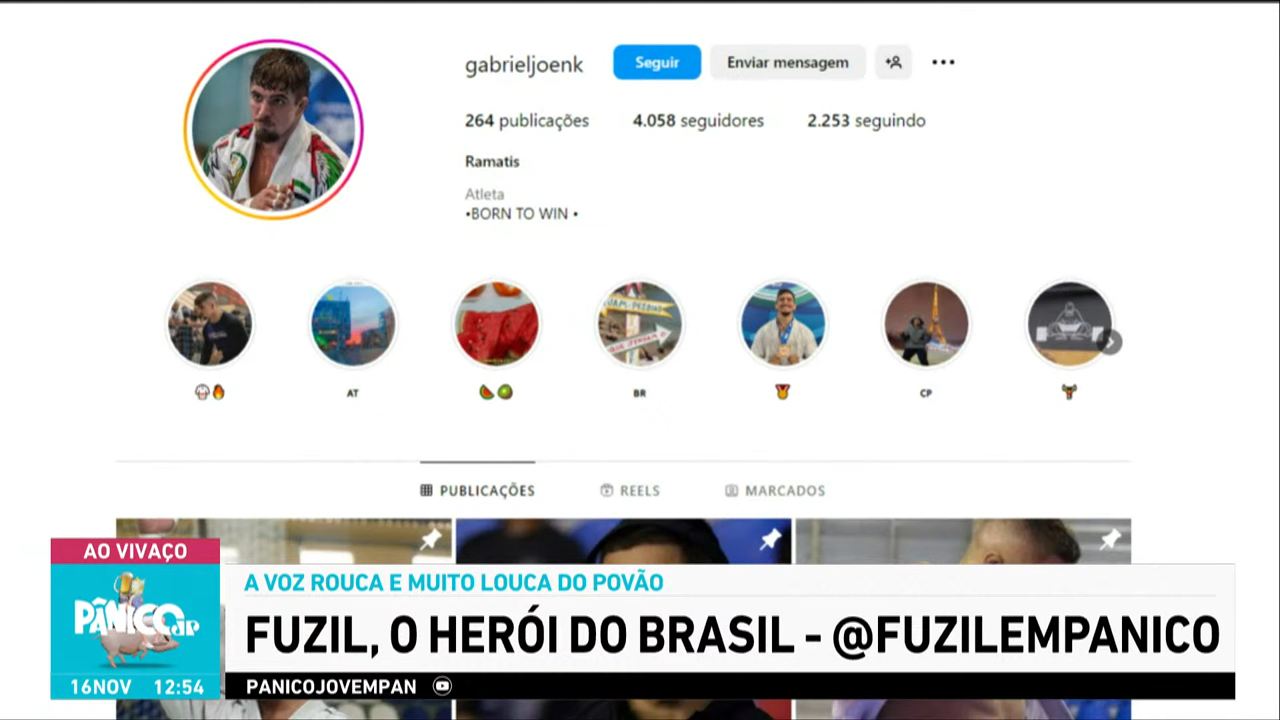 gabrieljoenk Seguir Enviar mensagem
264 publicações 4.058 seguidores 2.253 seguindo
Ramatis
Atleta
•BORN TO WIN •
AT BR CP
PUBLICAÇÕES REELS MARCADOS
AO VIVAÇO
PÂNICO JP
16NOV 12:54
A VOZ ROUCA E MUITO LOUCA DO POVÃO
FUZIL, O HERÓI DO BRASIL - @FUZILEMPANICO
PANICOJOVEMPAN